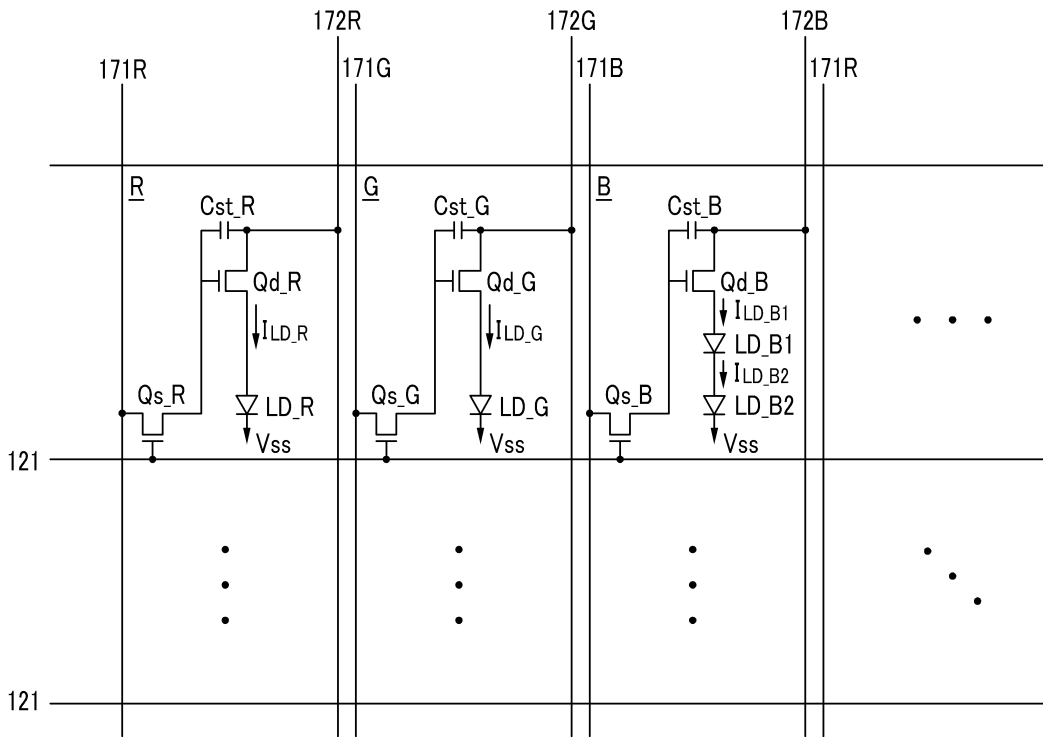 172R 172G 172B
171R 171G 171B 171R
R G B
Cst_R Cst_G Cst_B
Qd_R Qd_G Qd_B
ILD_R ILD_G ILD_B1
LD_B1
ILD_B2
Qs_R Qs_G Qs_B
LD_R LD_G LD_B2
Vss Vss Vss
121
121